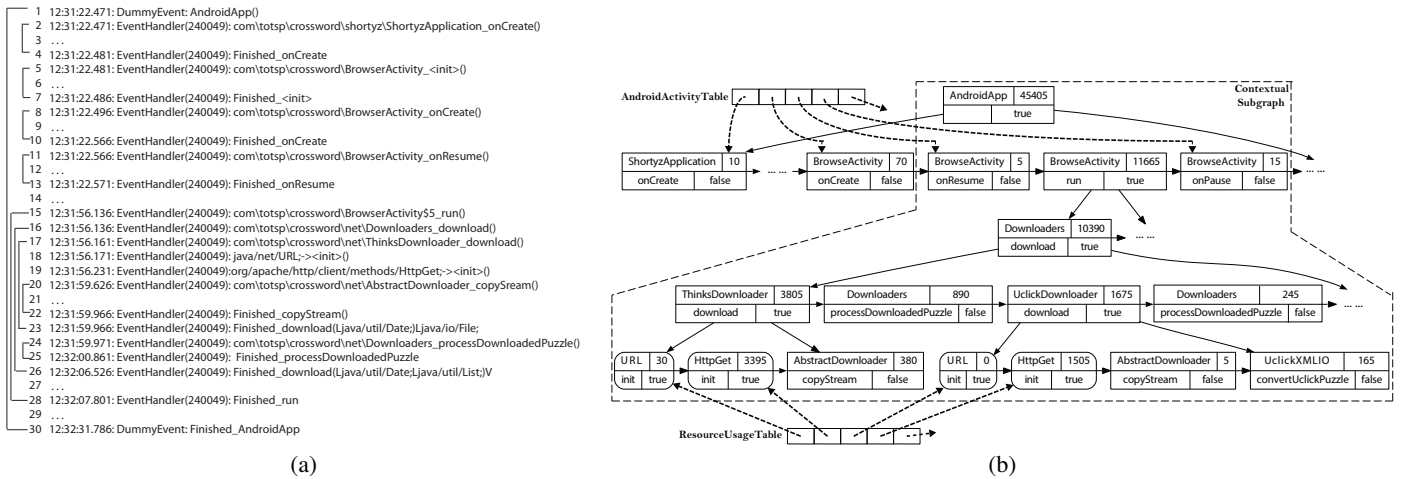 1 12:31:22.471: DummyEvent: AndroidApp()
2 12:31:22.471: EventHandler(240049): com\totsp\crossword\shortyz\ShortyzApplication_onCreate()
3 ...
4 12:31:22.481: EventHandler(240049): Finished_onCreate
5 12:31:22.481: EventHandler(240049): com\totsp\crossword\BrowserActivity_<init>()
6 ...
7 12:31:22.486: EventHandler(240049): Finished_<init>
8 12:31:22.496: EventHandler(240049): com\totsp\crossword\BrowserActivity_onCreate()
9 ...
10 12:31:22.566: EventHandler(240049): Finished_onCreate
11 12:31:22.566: EventHandler(240049): com\totsp\crossword\BrowserActivity_onResume()
12 ...
13 12:31:22.571: EventHandler(240049): Finished_onResume
14 ...
15 12:31:56.136: EventHandler(240049): com\totsp\crossword\BrowserActivity$5_run()
16 12:31:56.136: EventHandler(240049): com\totsp\crossword\net\Downloaders_download()
17 12:31:56.161: EventHandler(240049): com\totsp\crossword\net\ThinksDownloader_download()
18 12:31:56.171: EventHandler(240049): java/net/URL;-><init>()
19 12:31:56.231: EventHandler(240049):org/apache/http/client/methods/HttpGet;-><init>()
20 12:31:59.626: EventHandler(240049): com\totsp\crossword\net\AbstractDownloader_copySream()
21 ...
22 12:31:59.966: EventHandler(240049): Finished_copyStream()
23 12:31:59.966: EventHandler(240049): Finished_download(Ljava/util/Date;)Ljava/io/File;
24 12:31:59.971: EventHandler(240049): com\totsp\crossword\net\Downloaders_processDownloadedPuzzle()
25 12:32:00.861: EventHandler(240049): Finished_processDownloadedPuzzle
26 12:32:06.526: EventHandler(240049): Finished_download(Ljava/util/Date;Ljava/util/List;)V
27 ...
28 12:32:07.801: EventHandler(240049): Finished_run
29 ...
30 12:32:31.786: DummyEvent: Finished_AndroidApp
(a)
AndroidActivityTable
AndroidApp 45405
true
Contextual
Subgraph
ShortyzApplication 10
onCreate false
... ...
BrowseActivity 70
onCreate false
BrowseActivity 5
onResume false
BrowseActivity 11665
run true
BrowseActivity 15
onPause false
... ...
Downloaders 10390
download true
... ...
ThinksDownloader 3805
download true
Downloaders 890
processDownloadedPuzzle false
UclickDownloader 1675
download true
Downloaders 245
processDownloadedPuzzle false
... ...
URL 30
init true
HttpGet 3395
init true
AbstractDownloader 380
copyStream false
URL 0
init true
HttpGet 1505
init true
AbstractDownloader 5
copyStream false
UclickXMLIO 165
convertUclickPuzzle false
ResourceUsageTable
(b)